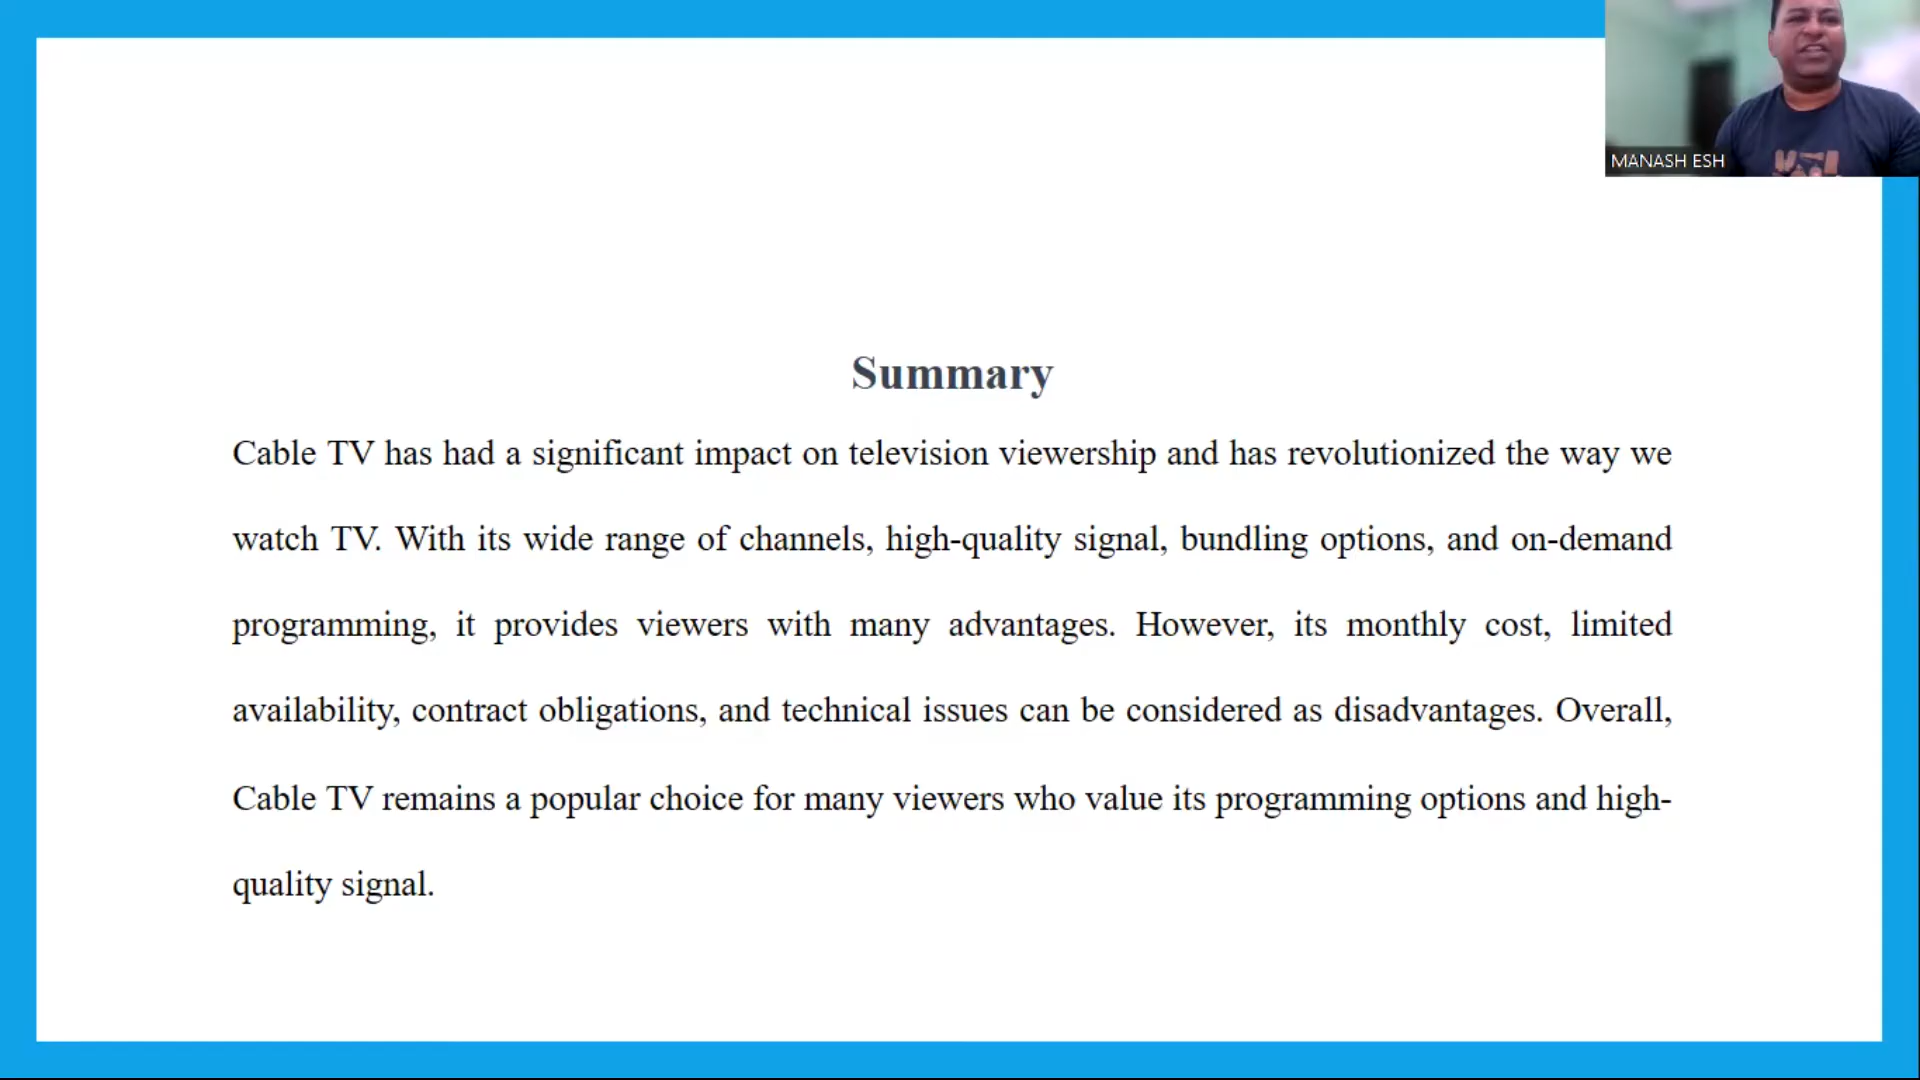 MANASH ESH
Summary
Cable TV has had a significant impact on television viewership and has revolutionized the way we
watch TV. With its wide range of channels, high-quality signal, bundling options, and on-demand
programming, it provides viewers with many advantages. However, its monthly cost, limited
availability, contract obligations, and technical issues can be considered as disadvantages. Overall,
Cable TV remains a popular choice for many viewers who value its programming options and high-
quality signal.